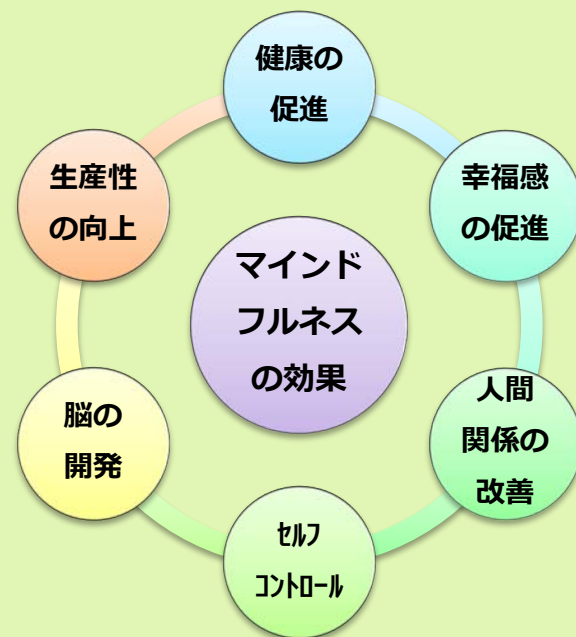 健康の
促進
幸福感
の促進
人間
関係の
改善
ｾﾙﾌ
ｺﾝﾄﾛｰﾙ
脳の
開発
生産性
の向上
マインド
フルネス
の効果